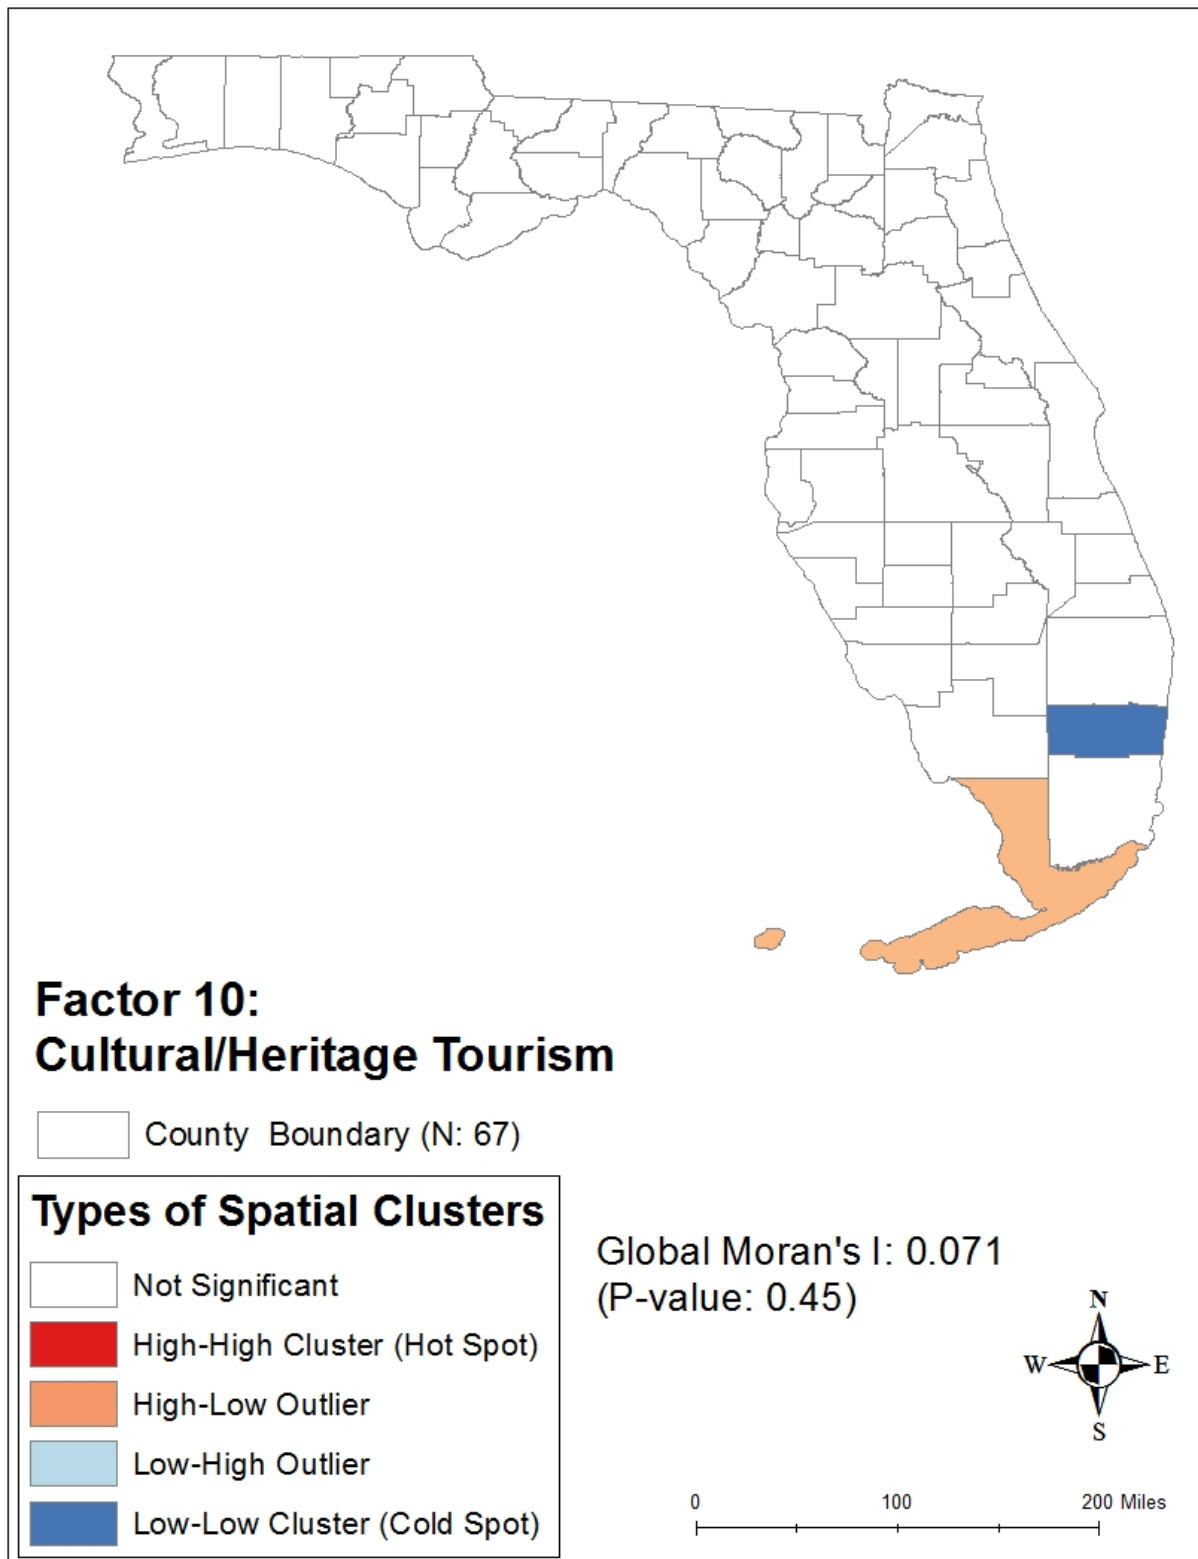 Factor 10:
Cultural/Heritage Tourism
County Boundary (N: 67)
Types of Spatial Clusters
Not Significant
High-High Cluster (Hot Spot)
High-Low Outlier
Low-High Outlier
Low-Low Cluster (Cold Spot)
Global Moran's I: 0.071
(P-value: 0.45)
N
W E
S
0 100 200 Miles